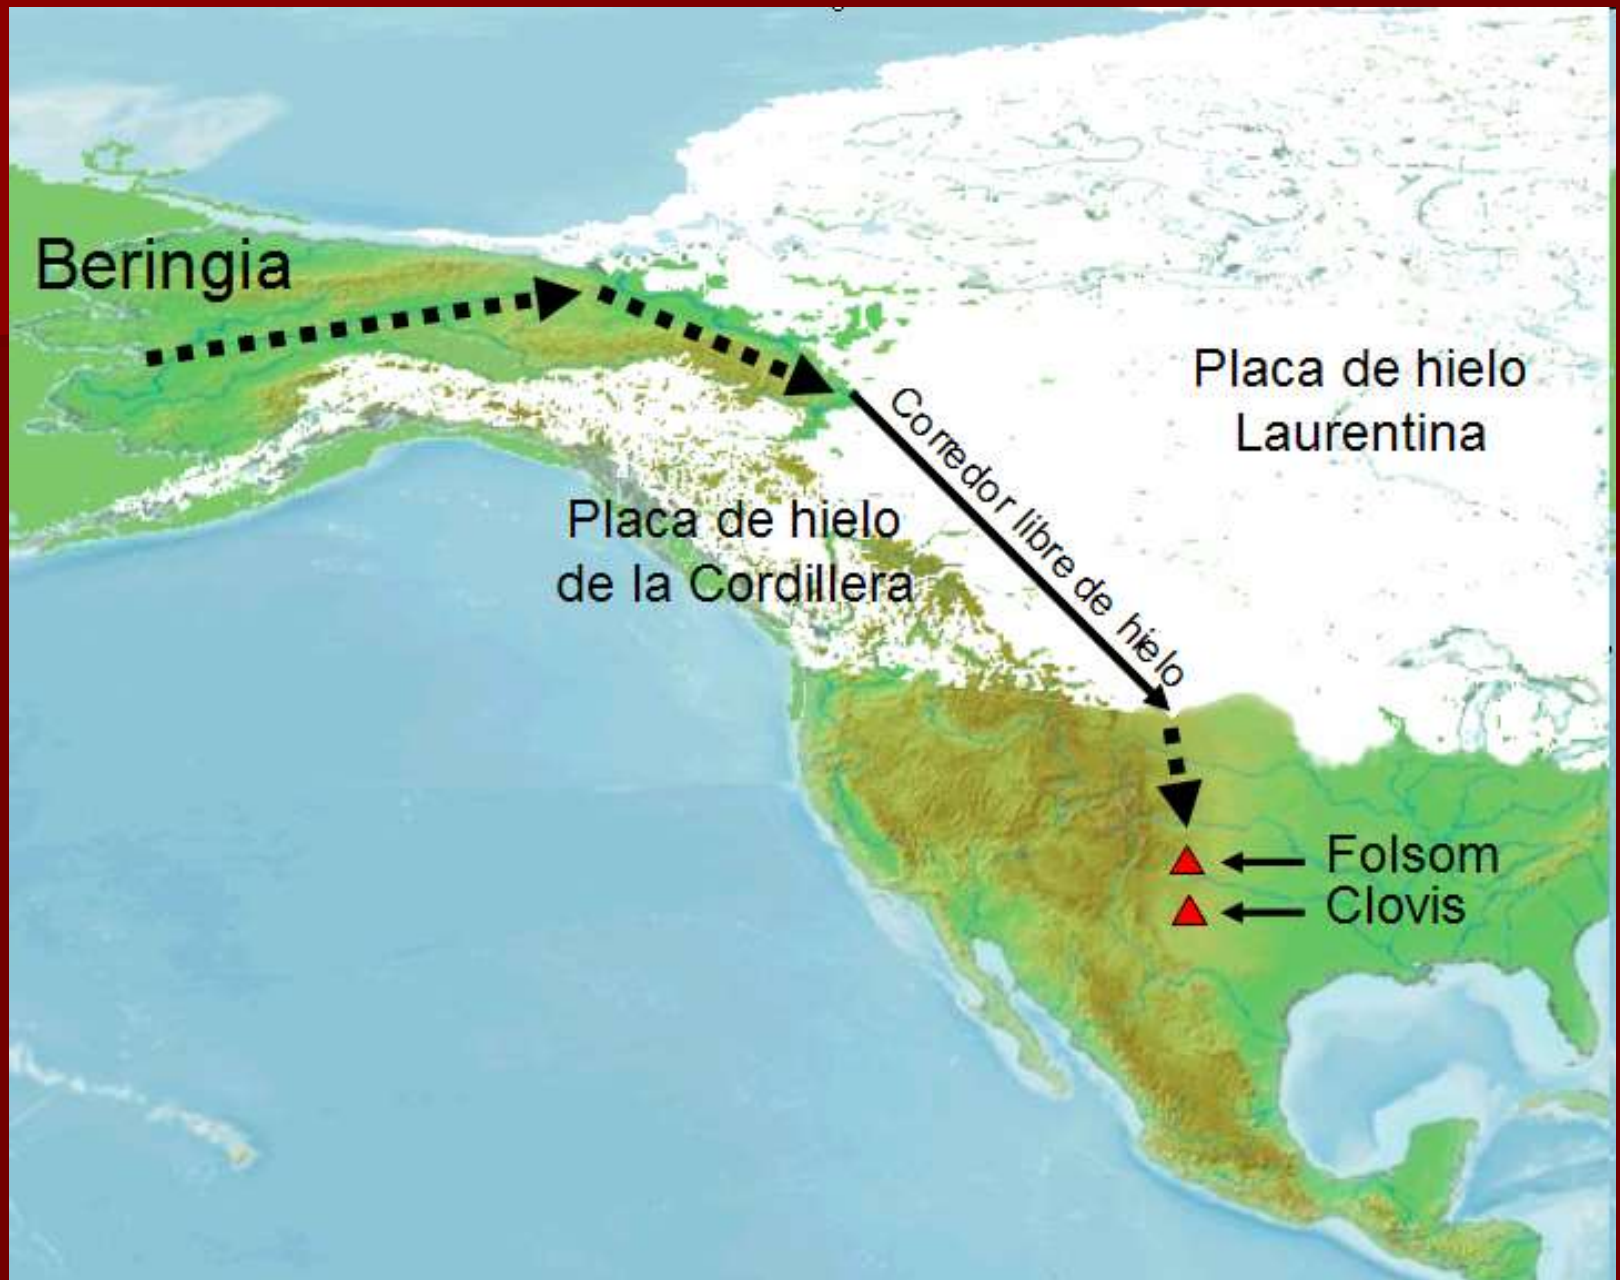 Beringia
Placa de hielo
Laurentina
Corredor libre de hielo
Placa de hielo
de la Cordillera
Folsom
Clovis